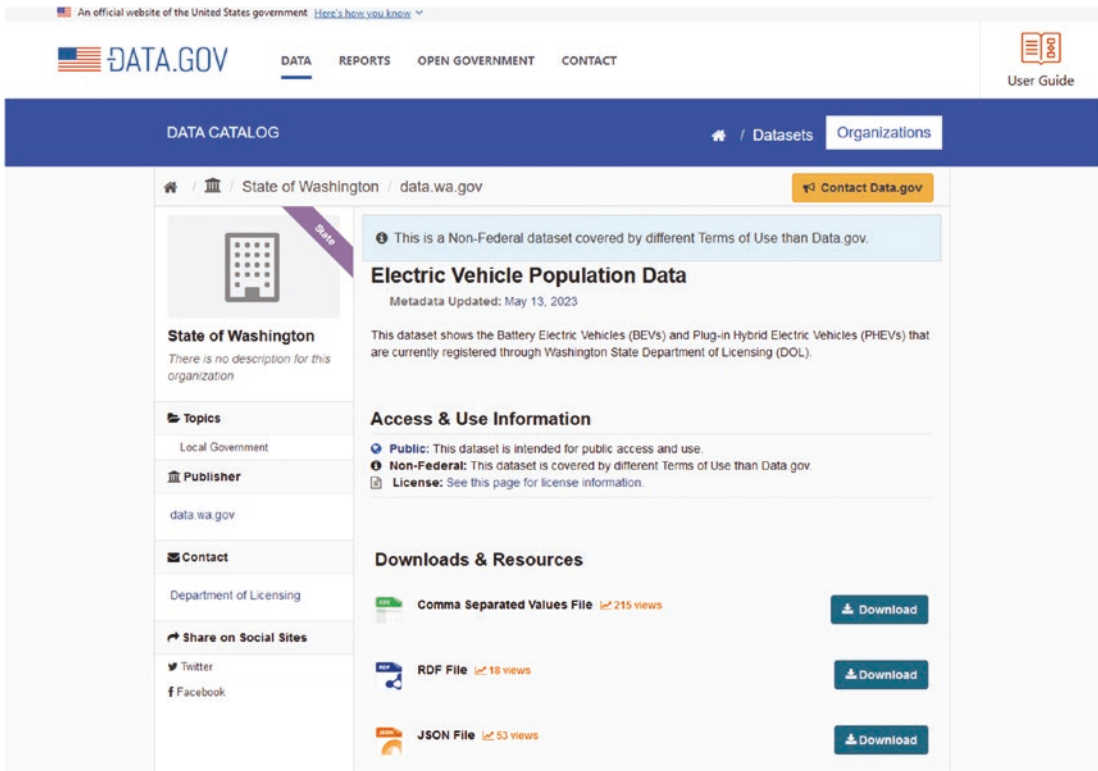 An official website of the United States government Here's how you know
DATA.GOV
DATA REPORTS OPEN GOVERNMENT CONTACT
User Guide
DATA CATALOG
/ Datasets Organizations
/ / State of Washington / data.wa.gov
Contact Data.gov
State
This is a Non-Federal dataset covered by different Terms of Use than Data.gov.
Electric Vehicle Population Data
Metadata Updated: May 13, 2023
This dataset shows the Battery Electric Vehicles (BEVs) and Plug-in Hybrid Electric Vehicles (PHEVs) that
are currently registered through Washington State Department of Licensing (DOL).
State of Washington
There is no description for this
organization
Topics
Local Government
Publisher
data.wa.gov
Contact
Department of Licensing
Share on Social Sites
Twitter
Facebook
Access & Use Information
Public: This dataset is intended for public access and use.
Non-Federal: This dataset is covered by different Terms of Use than Data.gov.
License: See this page for license information.
Downloads & Resources
CSV Comma Separated Values File 215 views Download
RDF RDF File 18 views Download
JSON JSON File 53 views Download